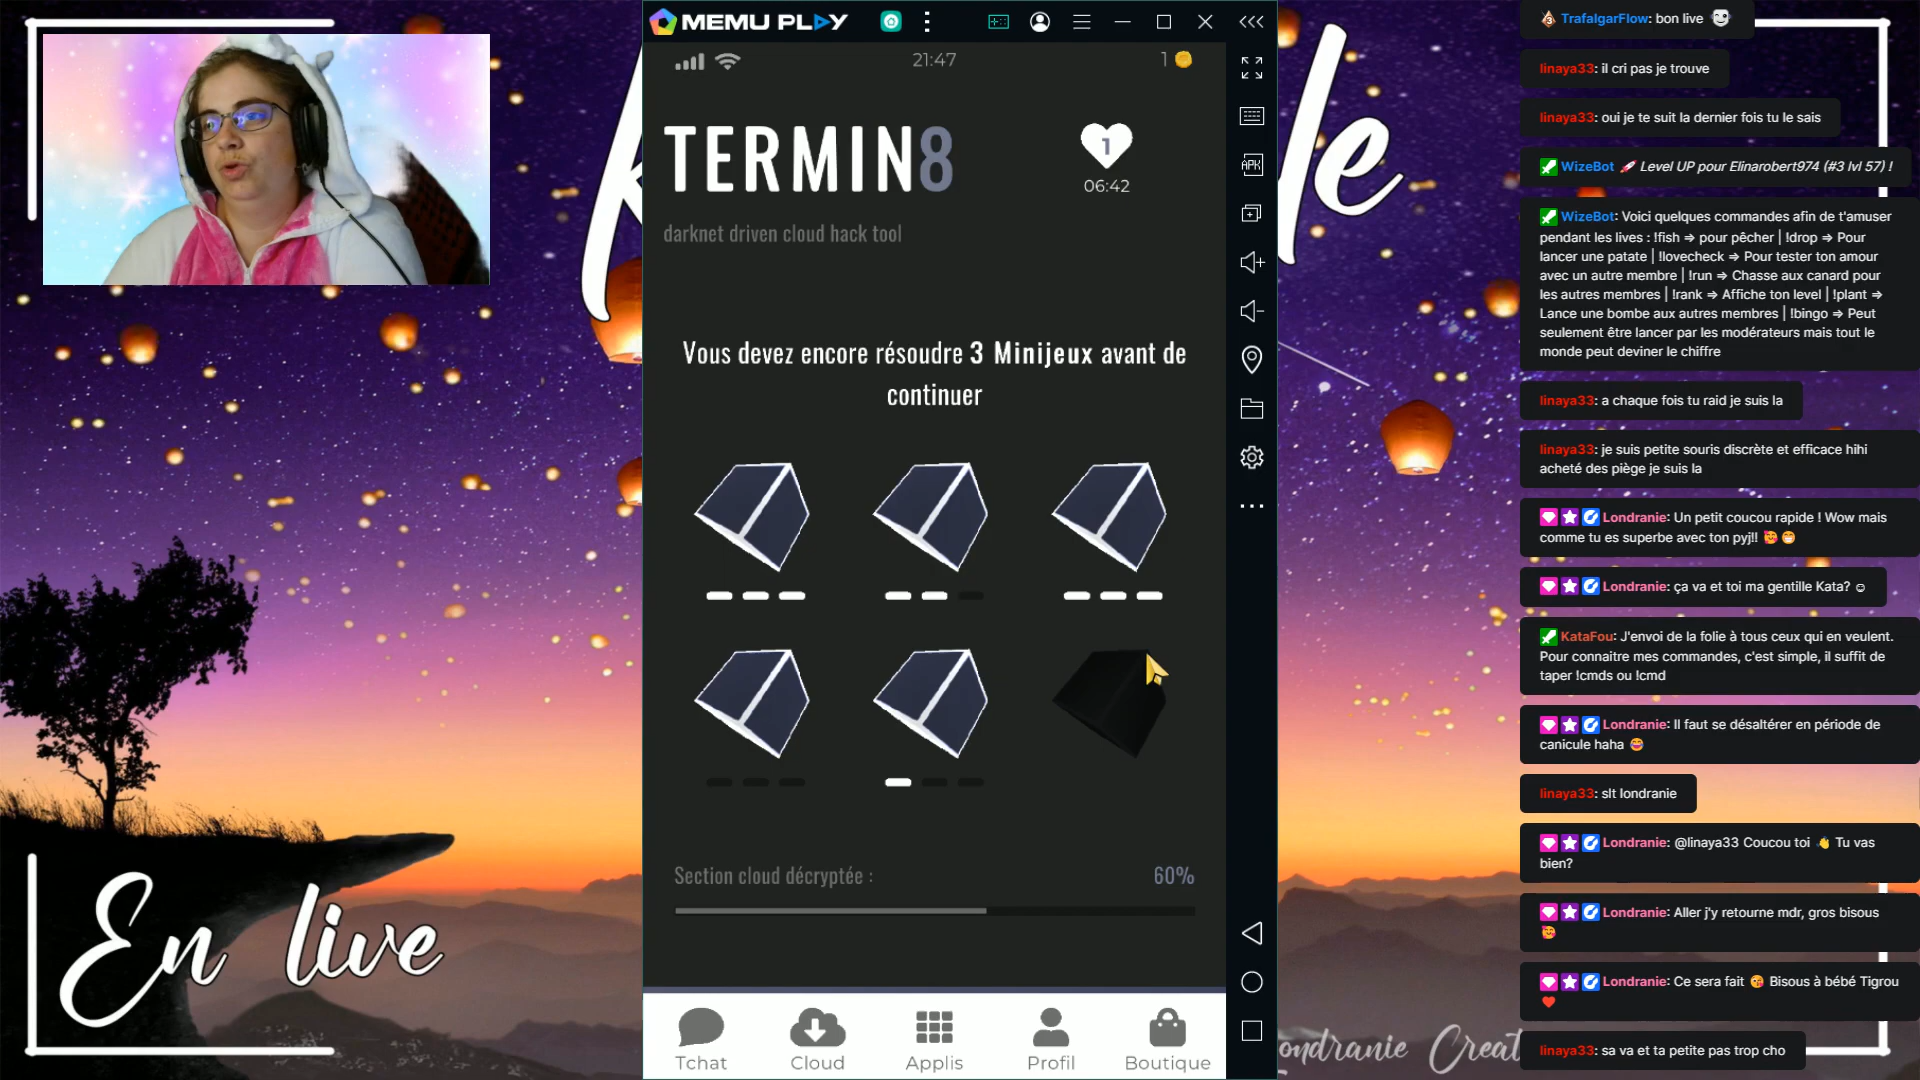 MEMU PLAY
21:47
1
TERMIN8
1
06:42
darknet driven cloud hack tool
Vous devez encore résoudre 3 Minijeux avant de
continuer
Section cloud décryptée :
60%
Tchat
Cloud
Applis
Profil
Boutique
APK
En live
TrafalgarFlow: bon live
linaya33: il cri pas je trouve
linaya33: oui je te suit la dernier fois tu le sais
WizeBot Level UP pour Elinarobert974 (#3 lvl 57) !
WizeBot: Voici quelques commandes afin de t'amuser
pendant les lives : !fish => pour pêcher | !drop => Pour
lancer une patate | !lovecheck => Pour tester ton amour
avec un autre membre | !run => Chasse aux canard pour
les autres membres | !rank => Affiche ton level | !plant =>
Lance une bombe aux autres membres | !bingo => Peut
seulement être lancer par les modérateurs mais tout le
monde peut deviner le chiffre
linaya33: a chaque fois tu raid je suis la
linaya33: je suis petite souris discrète et efficace hihi
acheté des piège je suis la
Londranie: Un petit coucou rapide ! Wow mais
comme tu es superbe avec ton pyj!! 🥰😁
Londranie: ça va et toi ma gentille Kata? ☺
KataFou: J'envoi de la folie à tous ceux qui en veulent.
Pour connaitre mes commandes, c'est simple, il suffit de
taper !cmds ou !cmd
Londranie: Il faut se désaltérer en période de
canicule haha 😂
linaya33: slt londranie
Londranie: @linaya33 Coucou toi 👋 Tu vas
bien?
Londranie: Aller j'y retourne mdr, gros bisous
🥰
Londranie: Ce sera fait 😘 Bisous à bébé Tigrou
♥
linaya33: sa va et ta petite pas trop cho